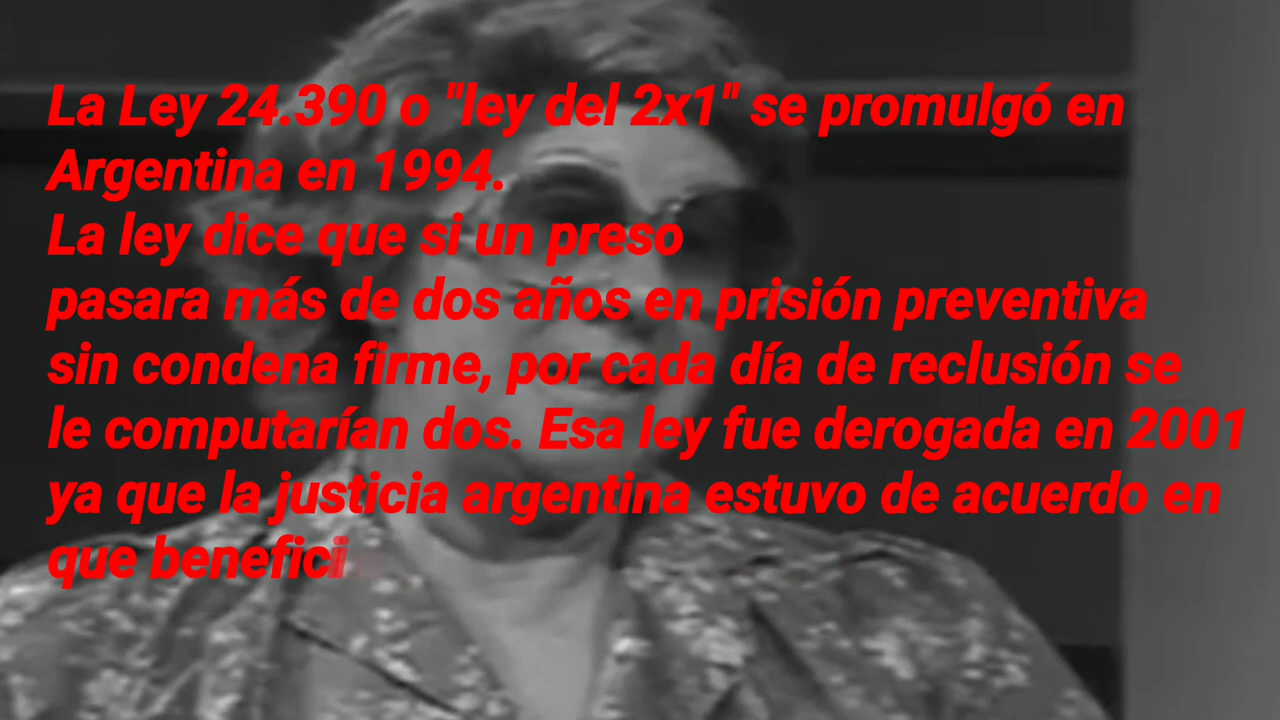 La Ley 24.390 o "ley del 2x1" se promulgó en
Argentina en 1994.
La ley dice que si un preso
pasara más de dos años en prisión preventiva
sin condena firme, por cada día de reclusión se
le computarían dos. Esa ley fue derogada en 2001
ya que la justicia argentina estuvo de acuerdo en
que benefici